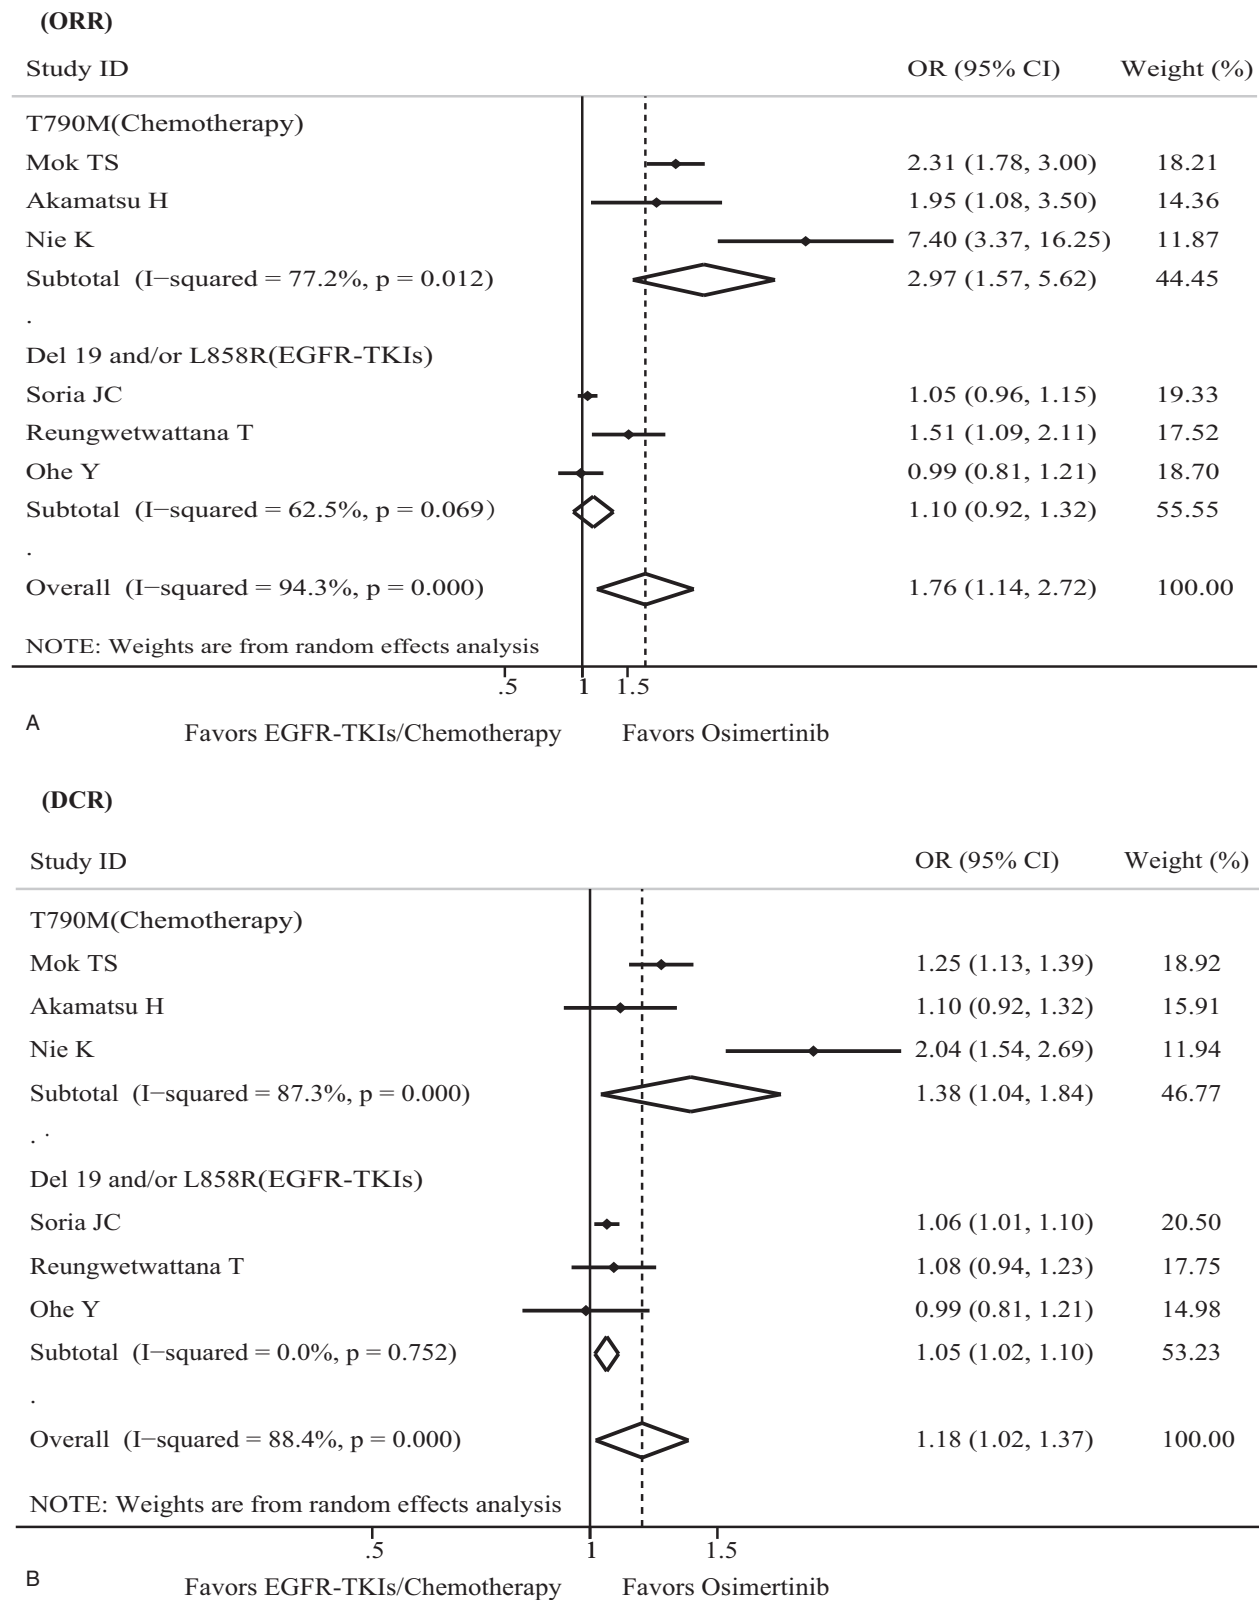 (ORR)
Study ID OR (95% CI) Weight (%)
T790M(Chemotherapy)
Mok TS 2.31 (1.78, 3.00) 18.21
Akamatsu H 1.95 (1.08, 3.50) 14.36
Nie K 7.40 (3.37, 16.25) 11.87
Subtotal (I−squared = 77.2%, p = 0.012) 2.97 (1.57, 5.62) 44.45
.
Del 19 and/or L858R(EGFR-TKIs)
Soria JC 1.05 (0.96, 1.15) 19.33
Reungwetwattana T 1.51 (1.09, 2.11) 17.52
Ohe Y 0.99 (0.81, 1.21) 18.70
Subtotal (I−squared = 62.5%, p = 0.069) 1.10 (0.92, 1.32) 55.55
.
Overall (I−squared = 94.3%, p = 0.000) 1.76 (1.14, 2.72) 100.00
NOTE: Weights are from random effects analysis
.5 1 1.5
A Favors EGFR-TKIs/Chemotherapy Favors Osimertinib
(DCR)
Study ID OR (95% CI) Weight (%)
T790M(Chemotherapy)
Mok TS 1.25 (1.13, 1.39) 18.92
Akamatsu H 1.10 (0.92, 1.32) 15.91
Nie K 2.04 (1.54, 2.69) 11.94
Subtotal (I−squared = 87.3%, p = 0.000) 1.38 (1.04, 1.84) 46.77
. .
Del 19 and/or L858R(EGFR-TKIs)
Soria JC 1.06 (1.01, 1.10) 20.50
Reungwetwattana T 1.08 (0.94, 1.23) 17.75
Ohe Y 0.99 (0.81, 1.21) 14.98
Subtotal (I−squared = 0.0%, p = 0.752) 1.05 (1.02, 1.10) 53.23
.
Overall (I−squared = 88.4%, p = 0.000) 1.18 (1.02, 1.37) 100.00
NOTE: Weights are from random effects analysis
.5 1 1.5
B Favors EGFR-TKIs/Chemotherapy Favors Osimertinib